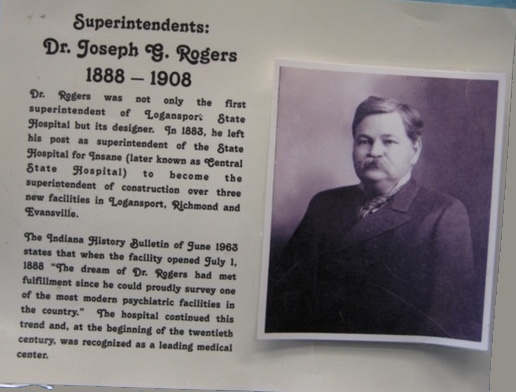 Superintendents:
Dr. Joseph G. Rogers
1888 – 1908
Dr. Rogers was not only the first
superintendent of Logansport State
Hospital but its designer. In 1883, he left
his post as superintendent of the State
Hospital for Insane (later known as Central
State Hospital) to become the
superintendent of construction over three
new facilities in Logansport, Richmond and
Evansville.
The Indiana History Bulletin of June 1963
states that when the facility opened July 1,
1888 "The dream of Dr. Rogers had met
fulfillment since he could proudly survey one
of the most modern psychiatric facilities in
the country." The hospital continued this
trend and, at the beginning of the twentieth
century, was recognized as a leading medical
center.